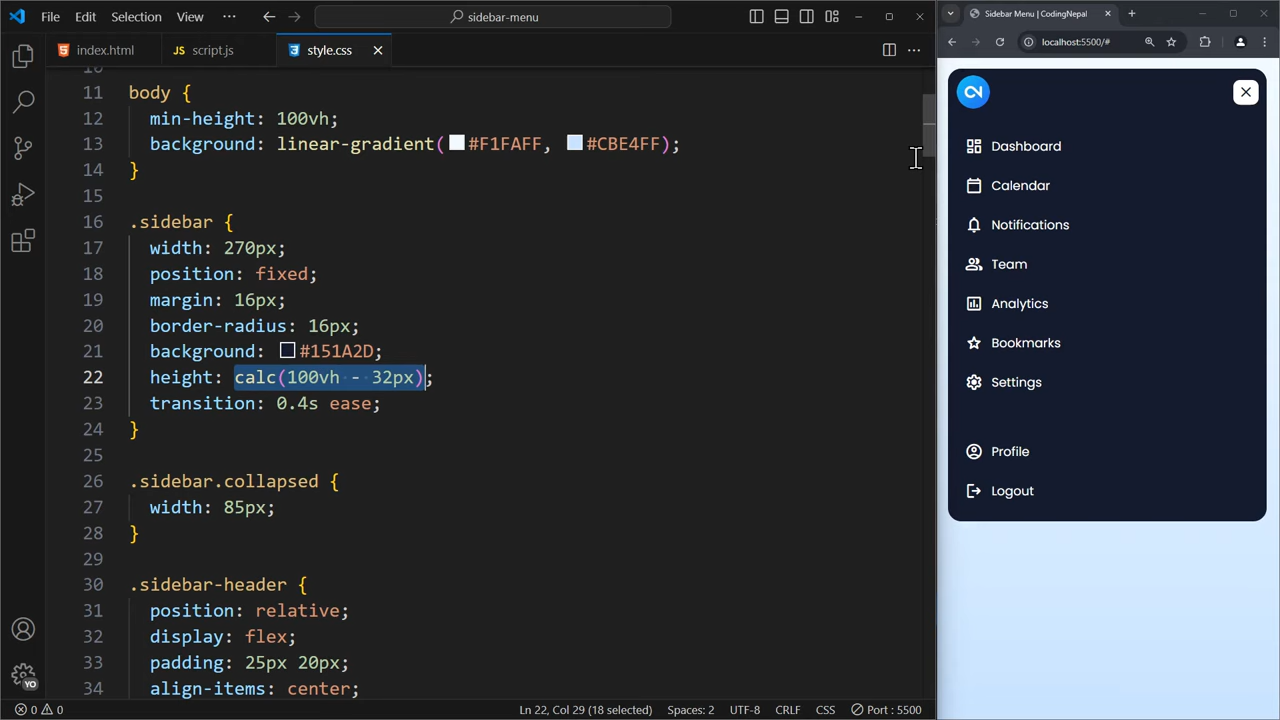 File Edit Selection View ··· sidebar-menu
index.html script.js style.css
10
11 body {
12 min-height: 100vh;
13 background: linear-gradient(#F1FAFF, #CBE4FF);
14 }
15
16 .sidebar {
17 width: 270px;
18 position: fixed;
19 margin: 16px;
20 border-radius: 16px;
21 background: #151A2D;
22 height: calc(100vh - 32px);
23 transition: 0.4s ease;
24 }
25
26 .sidebar.collapsed {
27 width: 85px;
28 }
29
30 .sidebar-header {
31 position: relative;
32 display: flex;
33 padding: 25px 20px;
34 align-items: center;
YO
0 0 Ln 22, Col 29 (18 selected) Spaces: 2 UTF-8 CRLF CSS Port : 5500
Sidebar Menu | CodingNepal
localhost:5500/#
CN
Dashboard
Calendar
Notifications
Team
Analytics
Bookmarks
Settings
Profile
Logout